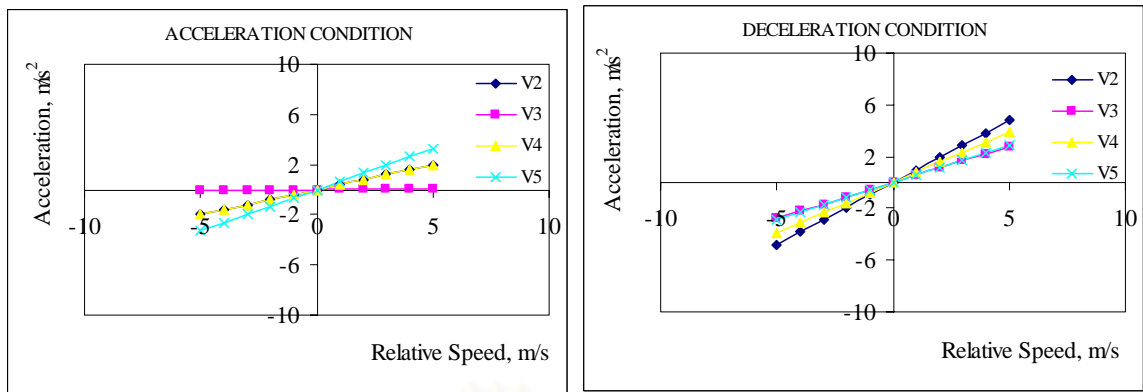 ACCELERATION CONDITION
Acceleration, m/s²
10
6
2
-2
-6
-10
-10
-5
0
5
10
V2
V3
V4
V5
Relative Speed, m/s
DECELERATION CONDITION
Acceleration, m/s²
10
6
2
-2
-6
-10
-10
-5
0
5
10
V2
V3
V4
V5
Relative Speed, m/s